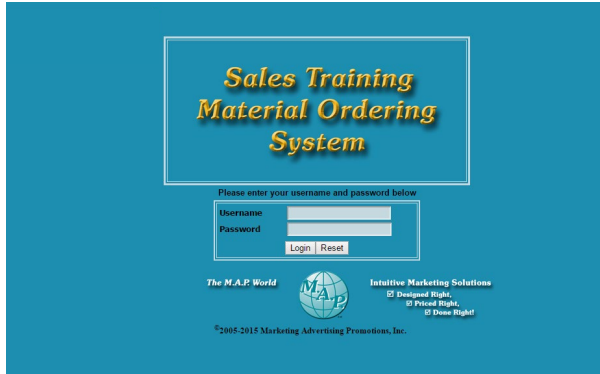 Sales Training
Material Ordering
System
Please enter your username and password below
Username
Password
Login Reset
The M.A.P. World
M.A.P.
Intuitive Marketing Solutions
☑ Designed Right,
☑ Priced Right,
☑ Done Right!
©2005-2015 Marketing Advertising Promotions, Inc.